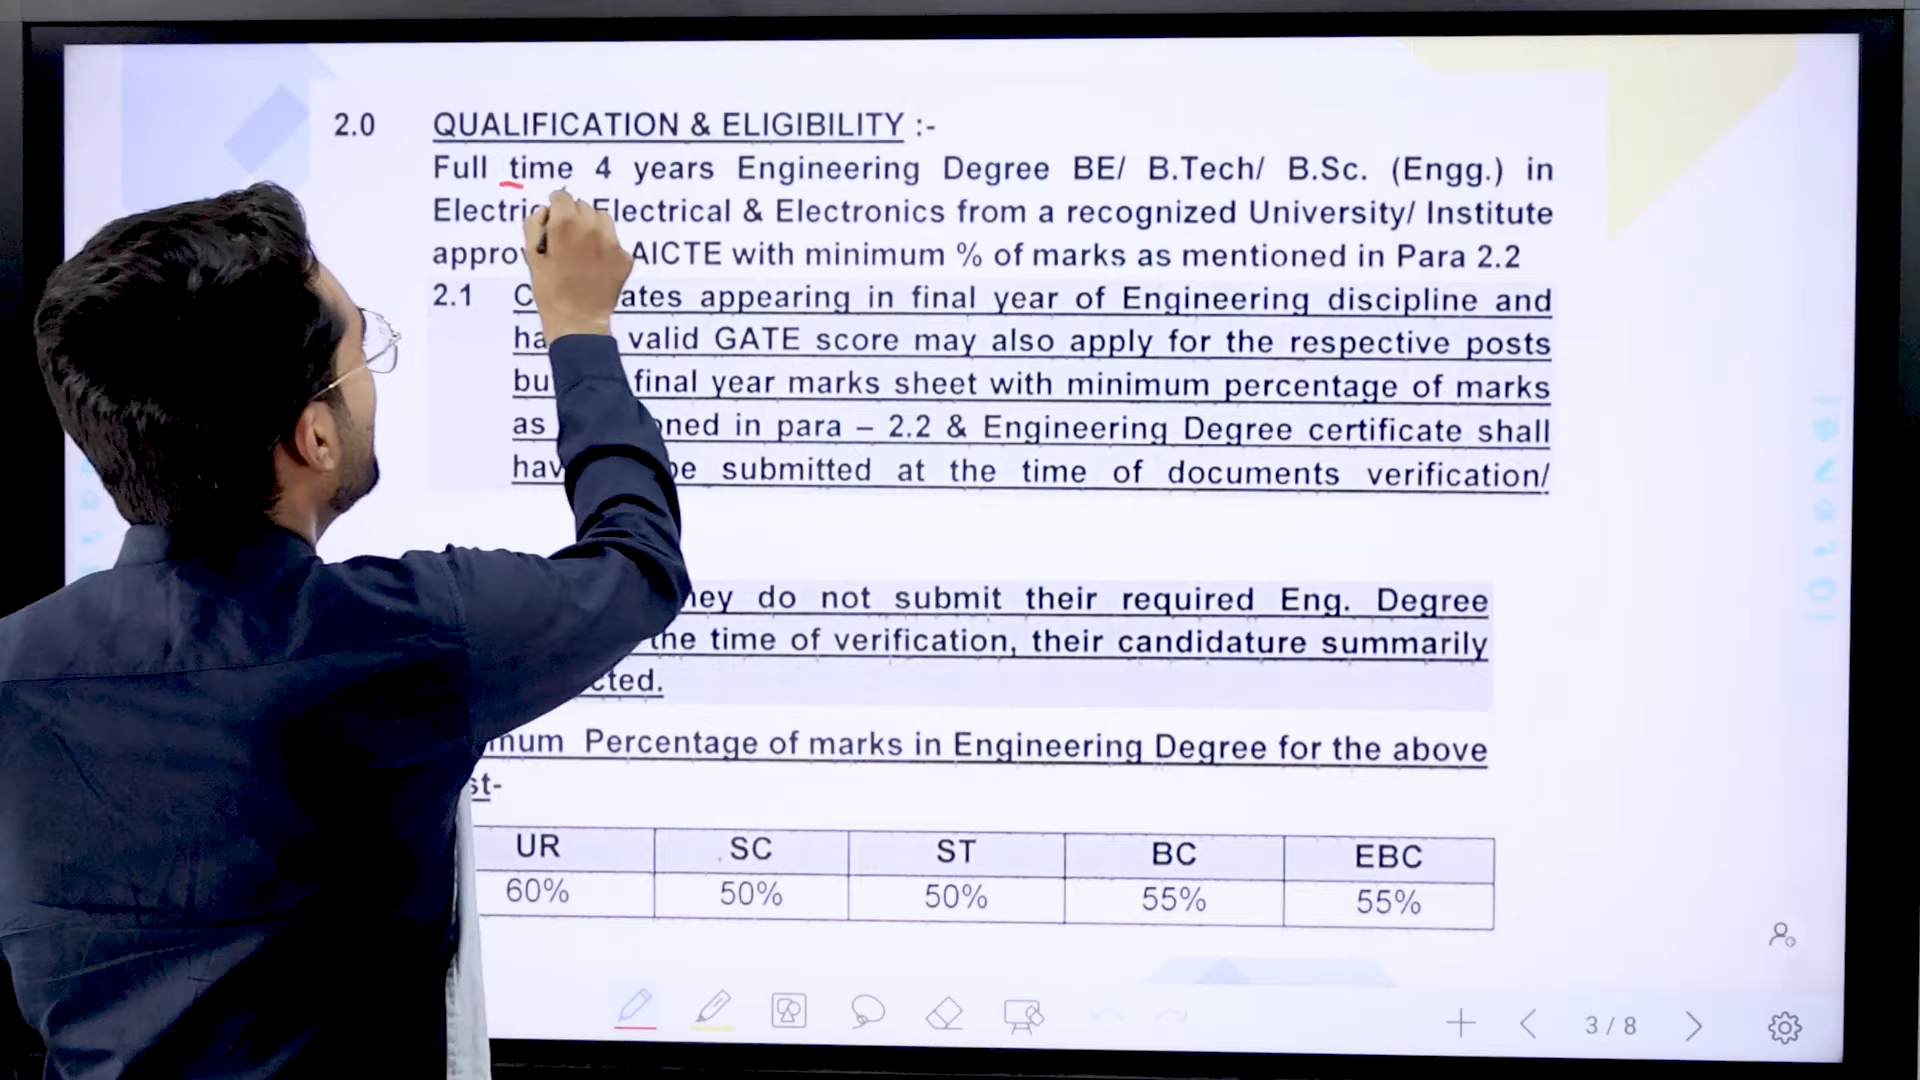 2.0 QUALIFICATION & ELIGIBILITY :-
Full time 4 years Engineering Degree BE/ B.Tech/ B.Sc. (Engg.) in
Electrical & Electronics from a recognized University/ Institute
AICTE with minimum % of marks as mentioned in Para 2.2
2.1 appearing in final year of Engineering discipline and
valid GATE score may also apply for the respective posts
final year marks sheet with minimum percentage of marks
as in para – 2.2 & Engineering Degree certificate shall
submitted at the time of documents verification/
do not submit their required Eng. Degree
the time of verification, their candidature summarily
Percentage of marks in Engineering Degree for the above
UR SC ST BC EBC
60% 50% 50% 55% 55%
3 / 8